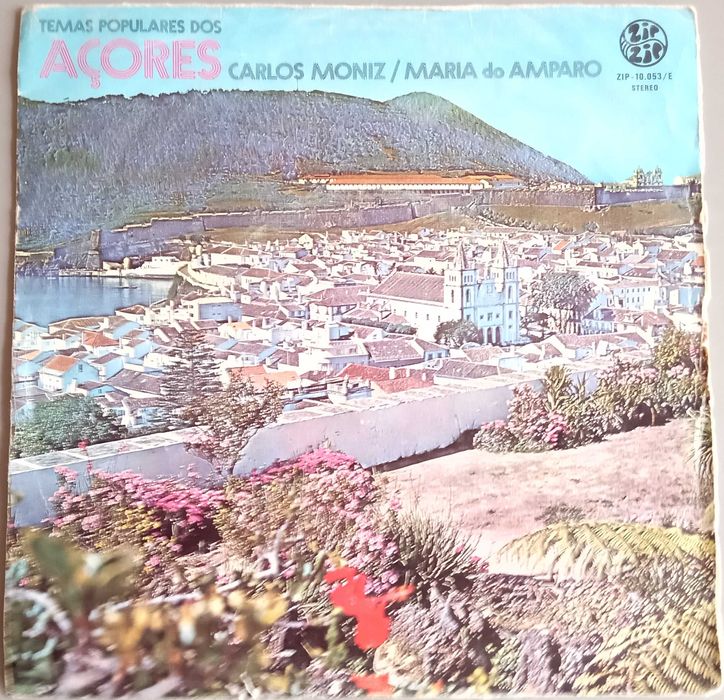 TEMAS POPULARES DOS
AÇORES CARLOS MONIZ / MARIA do AMPARO
Zip
Zip
ZIP - 10.053/E
STEREO